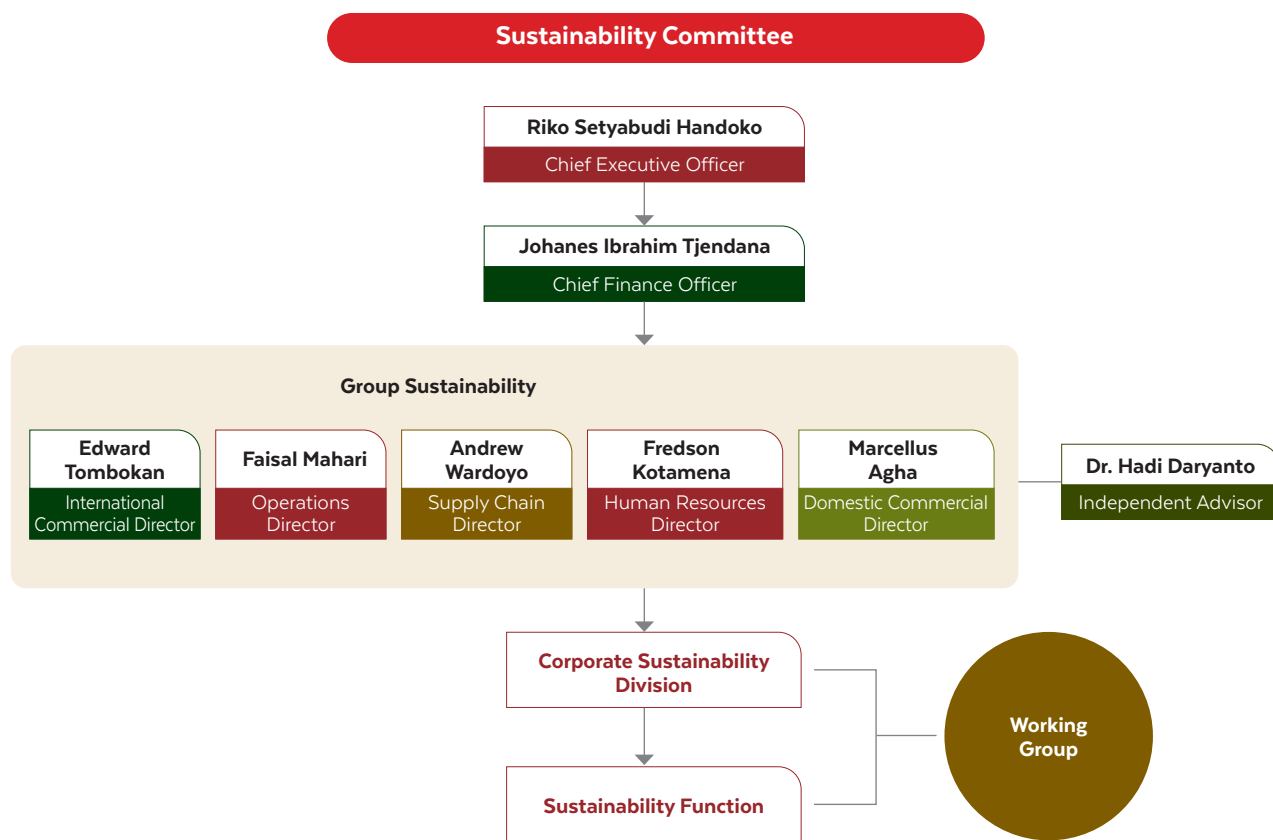 Sustainability Committee
Riko Setyabudi Handoko
Chief Executive Officer
Johanes Ibrahim Tjendana
Chief Finance Officer
Group Sustainability
Edward
Tombokan
International
Commercial Director
Faisal Mahari
Operations
Director
Andrew
Wardoyo
Supply Chain
Director
Fredson
Kotamena
Human Resources
Director
Marcellus
Agha
Domestic Commercial
Director
Dr. Hadi Daryanto
Independent Advisor
Corporate Sustainability
Division
Working
Group
Sustainability Function